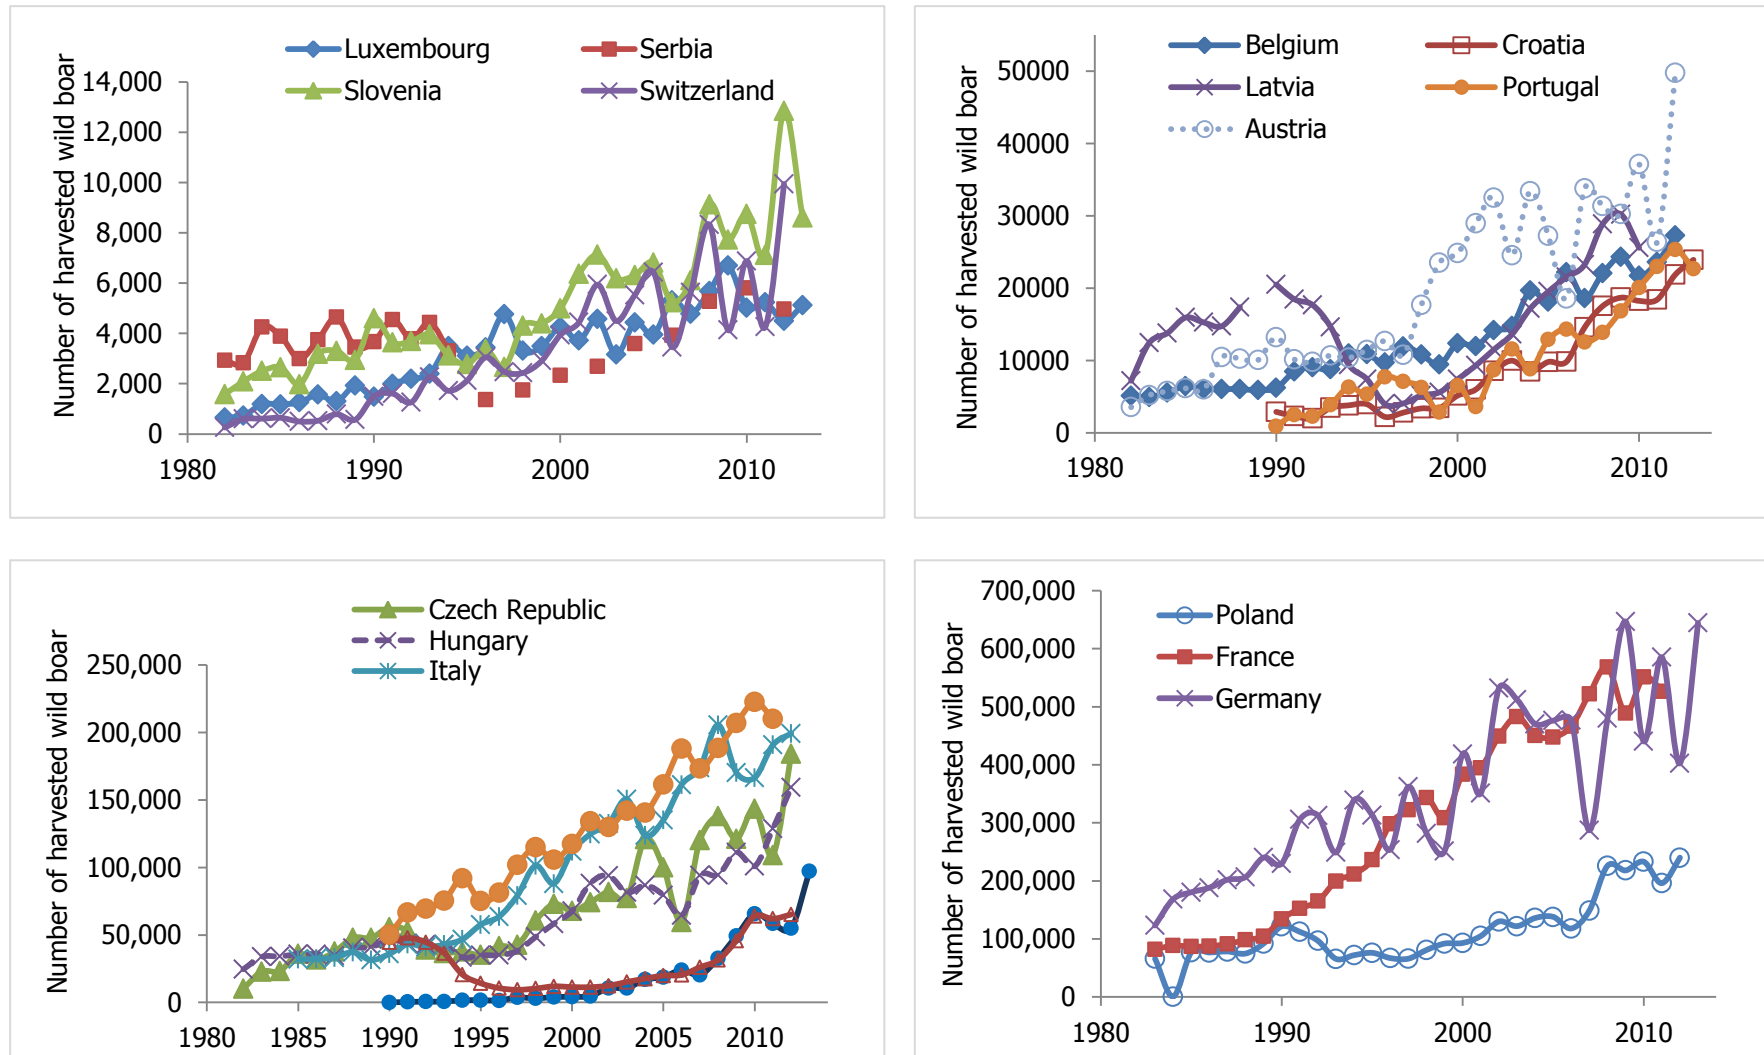 Luxembourg Serbia
Slovenia Switzerland
Number of harvested wild boar
14,000
12,000
10,000
8,000
6,000
4,000
2,000
0
1980 1990 2000 2010
Belgium Croatia
Latvia Portugal
Austria
Number of harvested wild boar
50000
40000
30000
20000
10000
0
1980 1990 2000 2010
Czech Republic
Hungary
Italy
Number of harvested wild boar
250,000
200,000
150,000
100,000
50,000
0
1980 1985 1990 1995 2000 2005 2010
Poland
France
Germany
Number of harvested wild boar
700,000
600,000
500,000
400,000
300,000
200,000
100,000
0
1980 1990 2000 2010